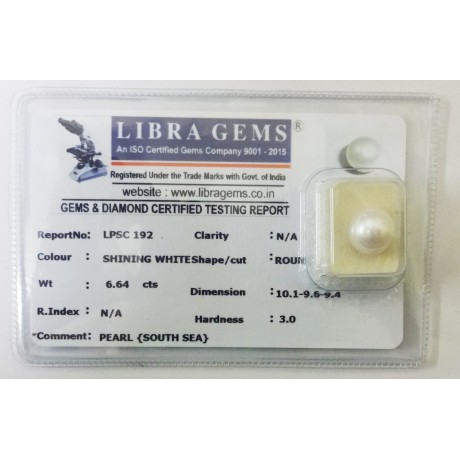 LIBRA GEMS ®
An ISO Certified Gems Company 9001 - 2015
Registered Under the Trade Marks with Govt. of India
website : www.libragems.co.in
GEMS & DIAMOND CERTIFIED TESTING REPORT
ReportNo: LPSC 192 Clarity : N/A
Colour : SHINING WHITE Shape/cut : ROUN
Wt : 6.64 cts Dimension : 10.1-9.6-9.4
R.Index : N/A Hardness : 3.0
*Comment: PEARL {SOUTH SEA}